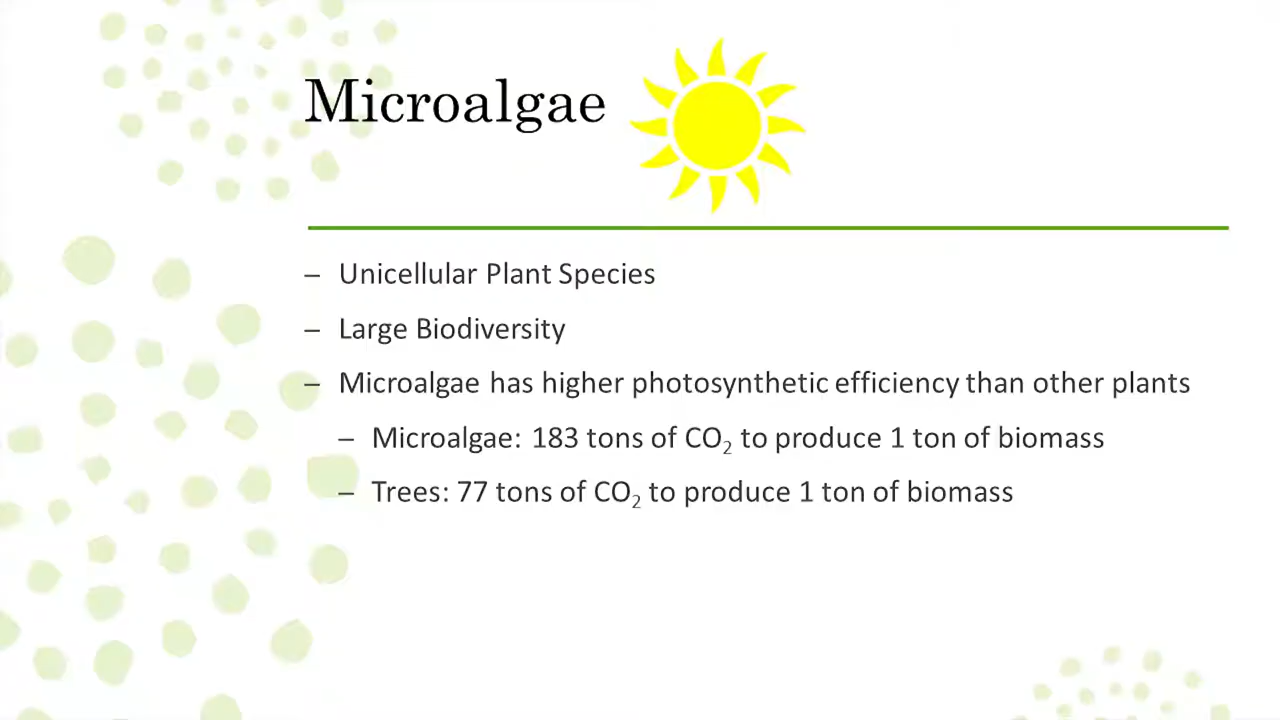 Microalgae
– Unicellular Plant Species
– Large Biodiversity
– Microalgae has higher photosynthetic efficiency than other plants
– Microalgae: 183 tons of CO₂ to produce 1 ton of biomass
– Trees: 77 tons of CO₂ to produce 1 ton of biomass